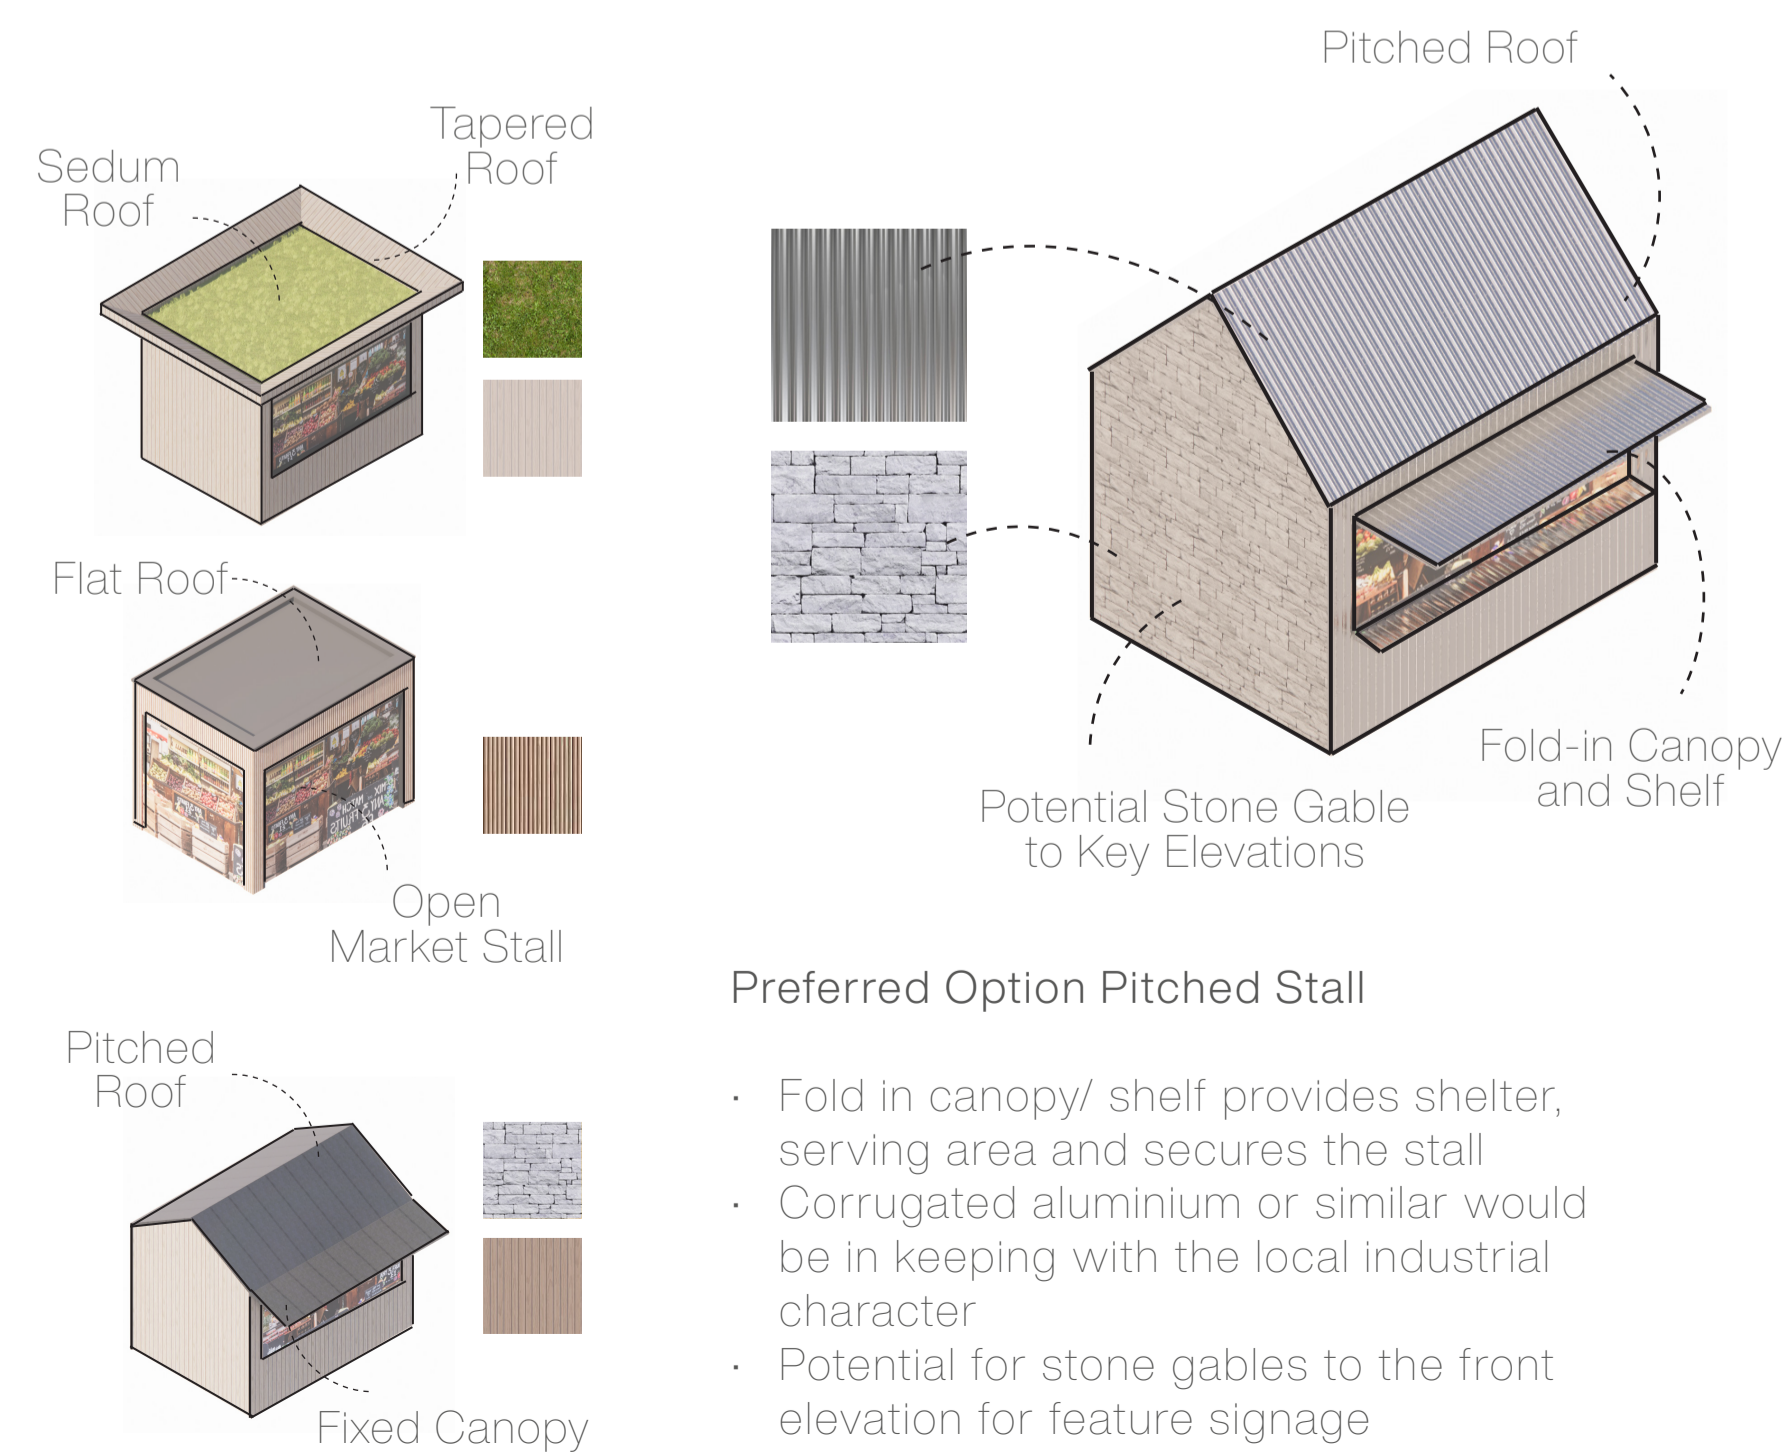 Sedum
Roof
Tapered
Roof
Flat Roof
Open
Market Stall
Pitched
Roof
Fixed Canopy
Pitched Roof
Fold-in Canopy
and Shelf
Potential Stone Gable
to Key Elevations
Preferred Option Pitched Stall
· Fold in canopy/ shelf provides shelter,
serving area and secures the stall
· Corrugated aluminium or similar would
be in keeping with the local industrial
character
· Potential for stone gables to the front
elevation for feature signage